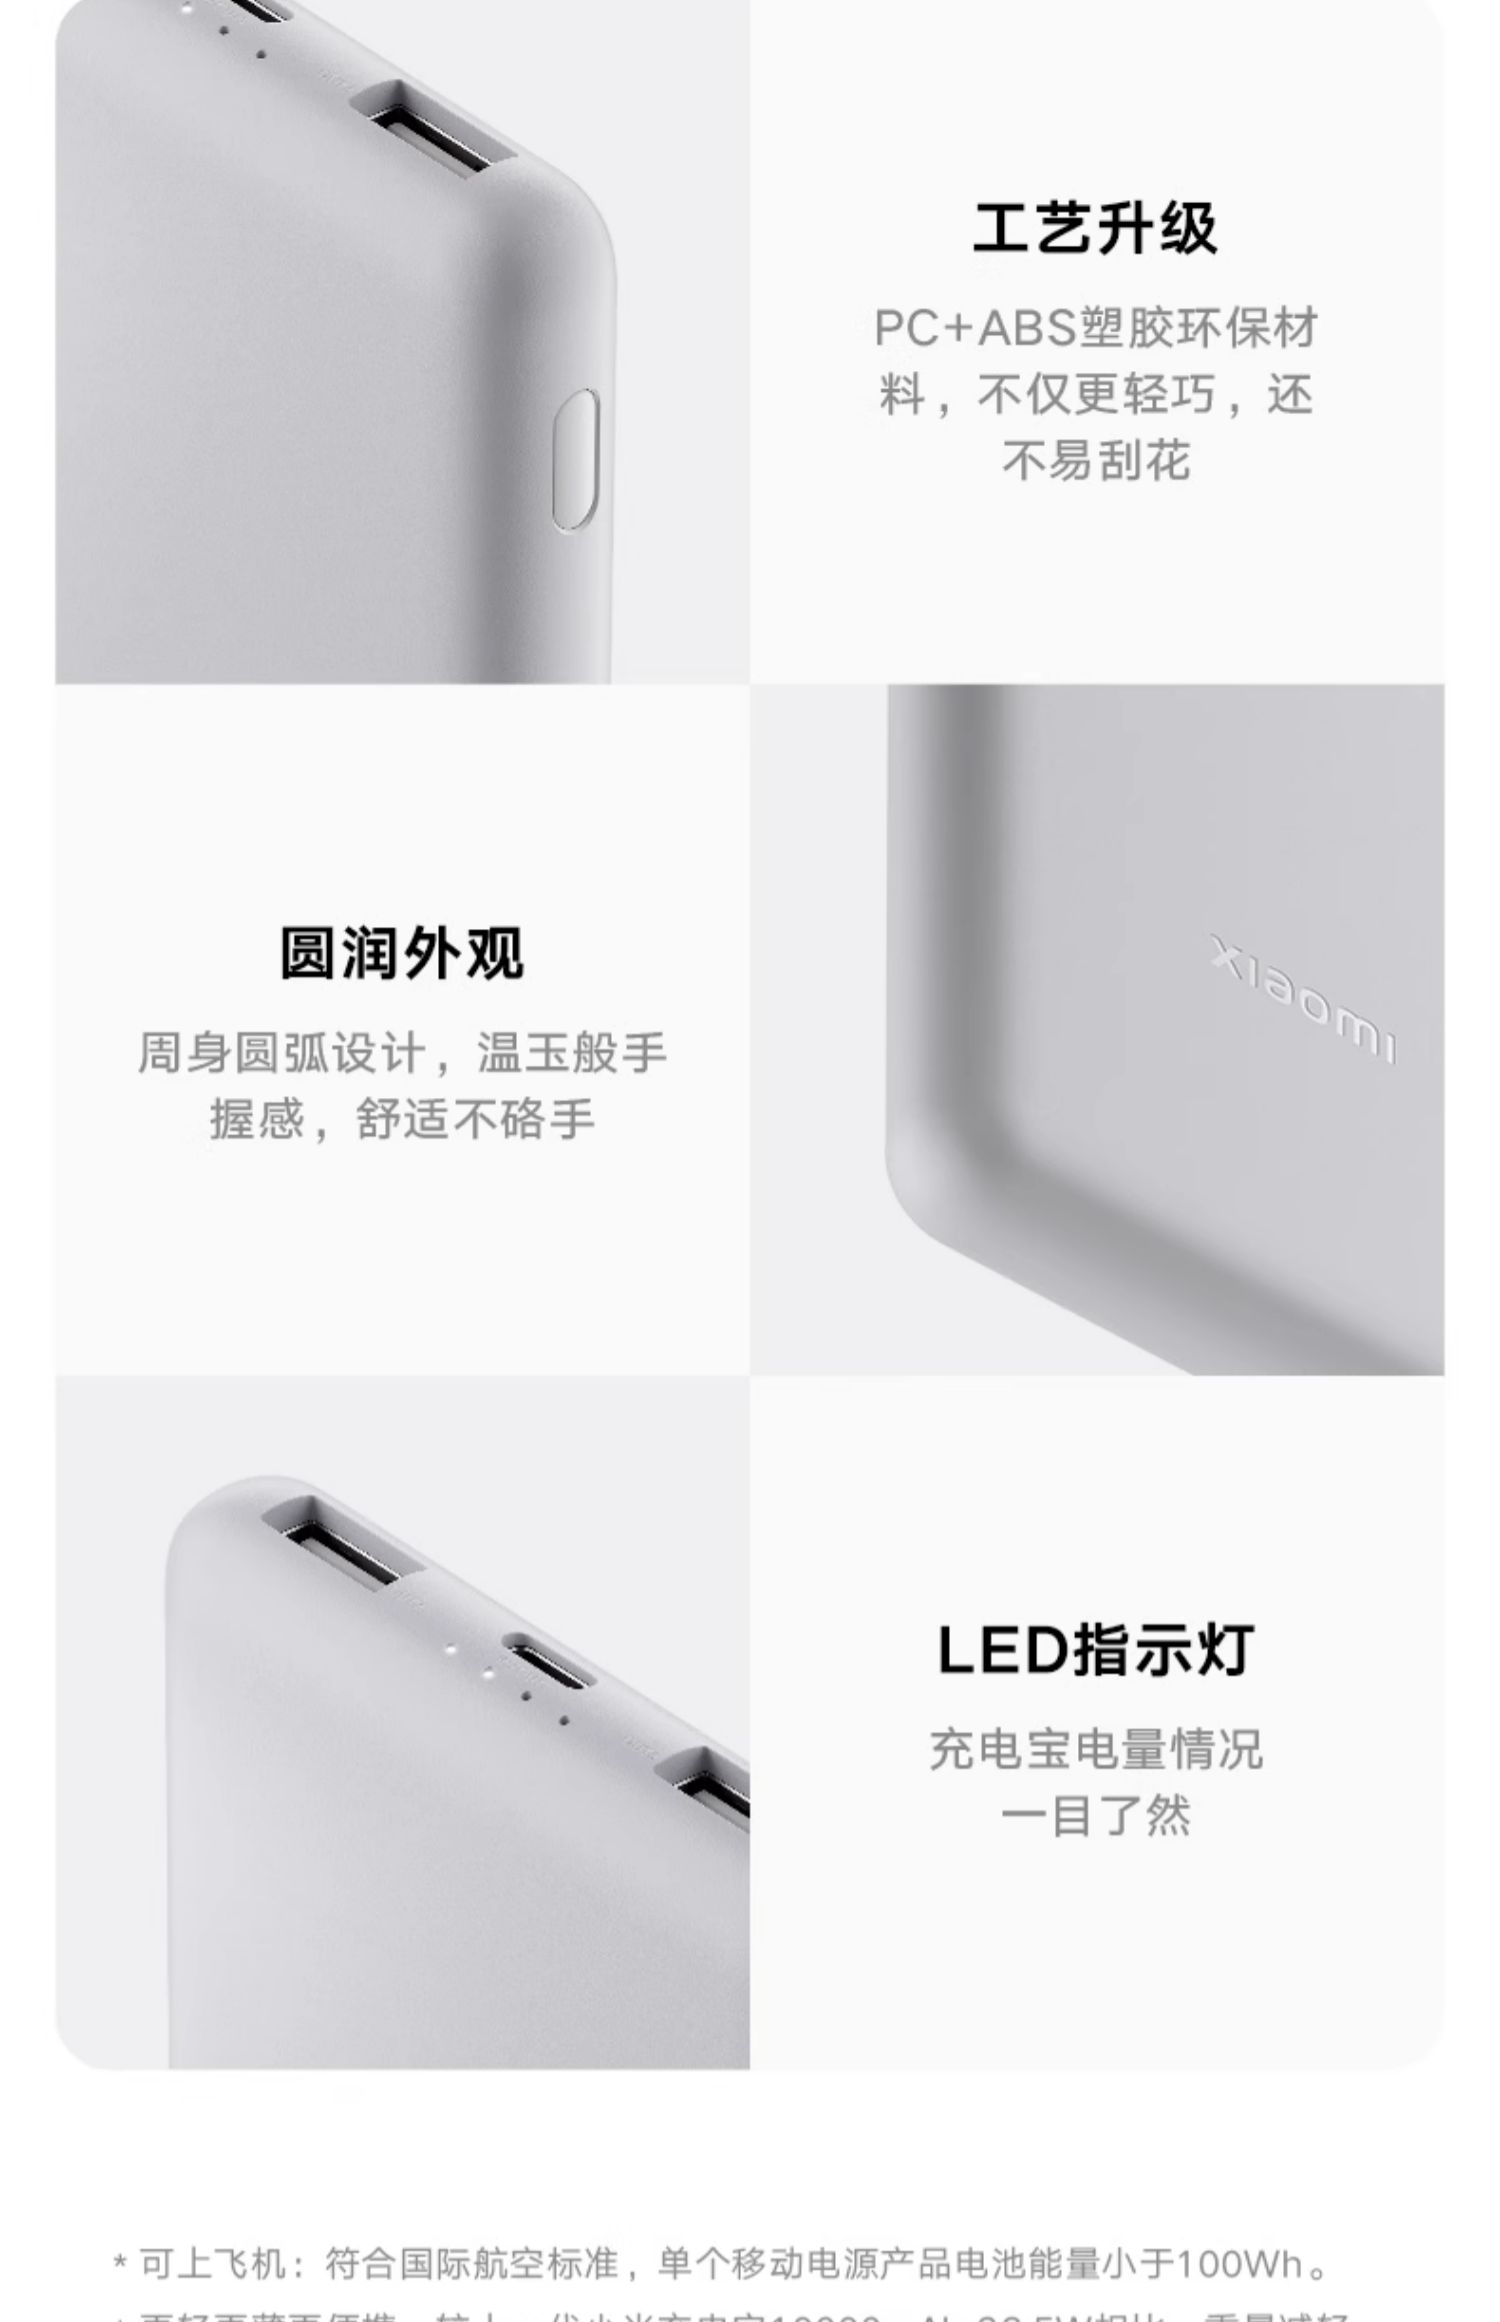 工艺升级
PC+ABS塑胶环保材
料，不仅更轻巧，还
不易刮花
圆润外观
周身圆弧设计，温玉般手
握感，舒适不硌手
xiaomi
LED指示灯
充电宝电量情况
一目了然
* 可上飞机：符合国际航空标准，单个移动电源产品电池能量小于100Wh。